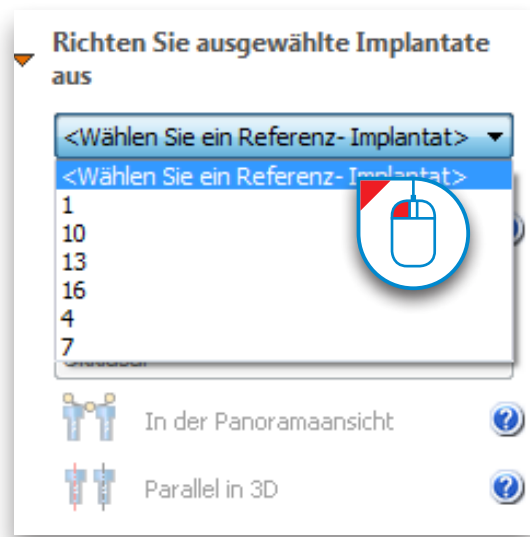 Richten Sie ausgewählte Implantate
aus
<Wählen Sie ein Referenz- Implantat>
<Wählen Sie ein Referenz- Implantat>
1
10
13
16
4
7
In der Panoramaansicht
Parallel in 3D